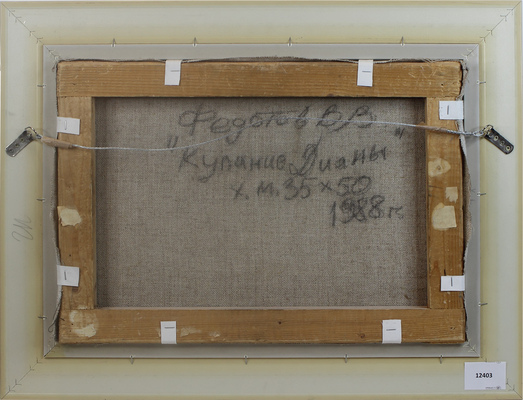 Федотов В.В.
"Купание Дианы"
х.м. 35×50
1988 г.
12403